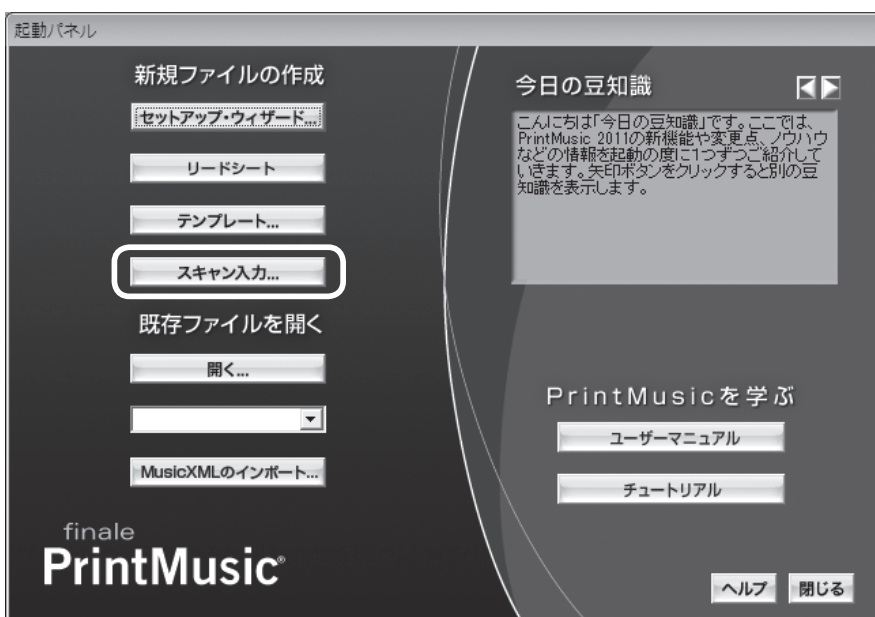 起動パネル
新規ファイルの作成
セットアップ・ウィザード...
リードシート
テンプレート...
スキャン入力...
既存ファイルを開く
開く...
MusicXMLのインポート...
finale
PrintMusic®
今日の豆知識
こんにちは「今日の豆知識」です。ここでは、
PrintMusic 2011の新機能や変更点、ノウハウ
などの情報を起動の度に1つずつご紹介して
いきます。矢印ボタンをクリックすると別の豆
知識を表示します。
PrintMusicを学ぶ
ユーザーマニュアル
チュートリアル
ヘルプ
閉じる